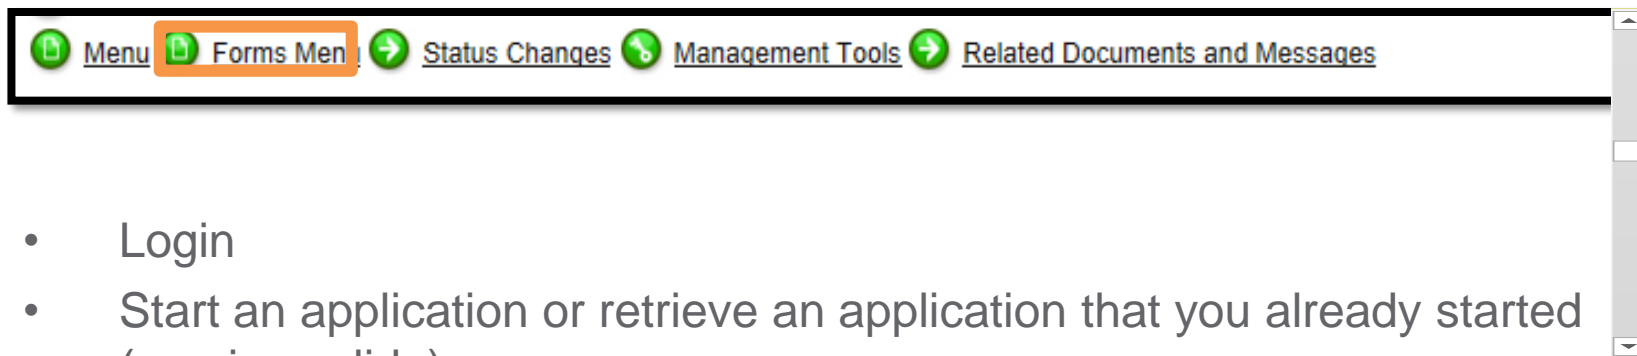 Menu Forms Men Status Changes Management Tools Related Documents and Messages
• Login
• Start an application or retrieve an application that you already started